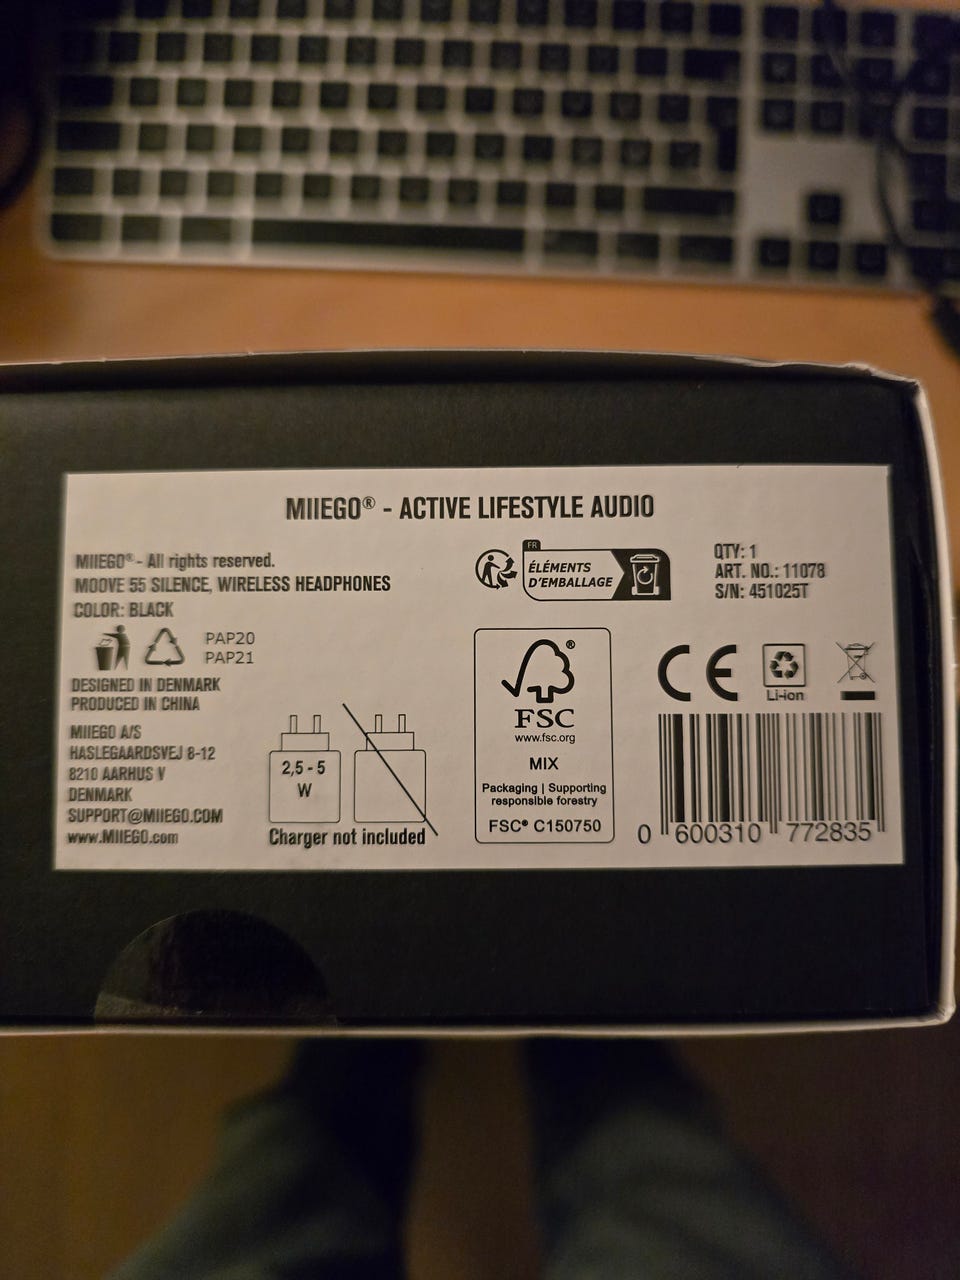 MIIEGO® - ACTIVE LIFESTYLE AUDIO
MIIEGO® - All rights reserved.
MOOVE 55 SILENCE, WIRELESS HEADPHONES
COLOR: BLACK
PAP20
PAP21
DESIGNED IN DENMARK
PRODUCED IN CHINA
MIIEGO A/S
HASLEGAARDSVEJ 8-12
8210 AARHUS V
DENMARK
SUPPORT@MIIEGO.COM
www.MIIEGO.com
2,5 - 5
W
Charger not included
FR
ÉLÉMENTS
D'EMBALLAGE
®
FSC
www.fsc.org
MIX
Packaging | Supporting
responsible forestry
FSC® C150750
QTY: 1
ART. NO.: 11078
S/N: 451025T
CE
Li-ion
0 600310 772835